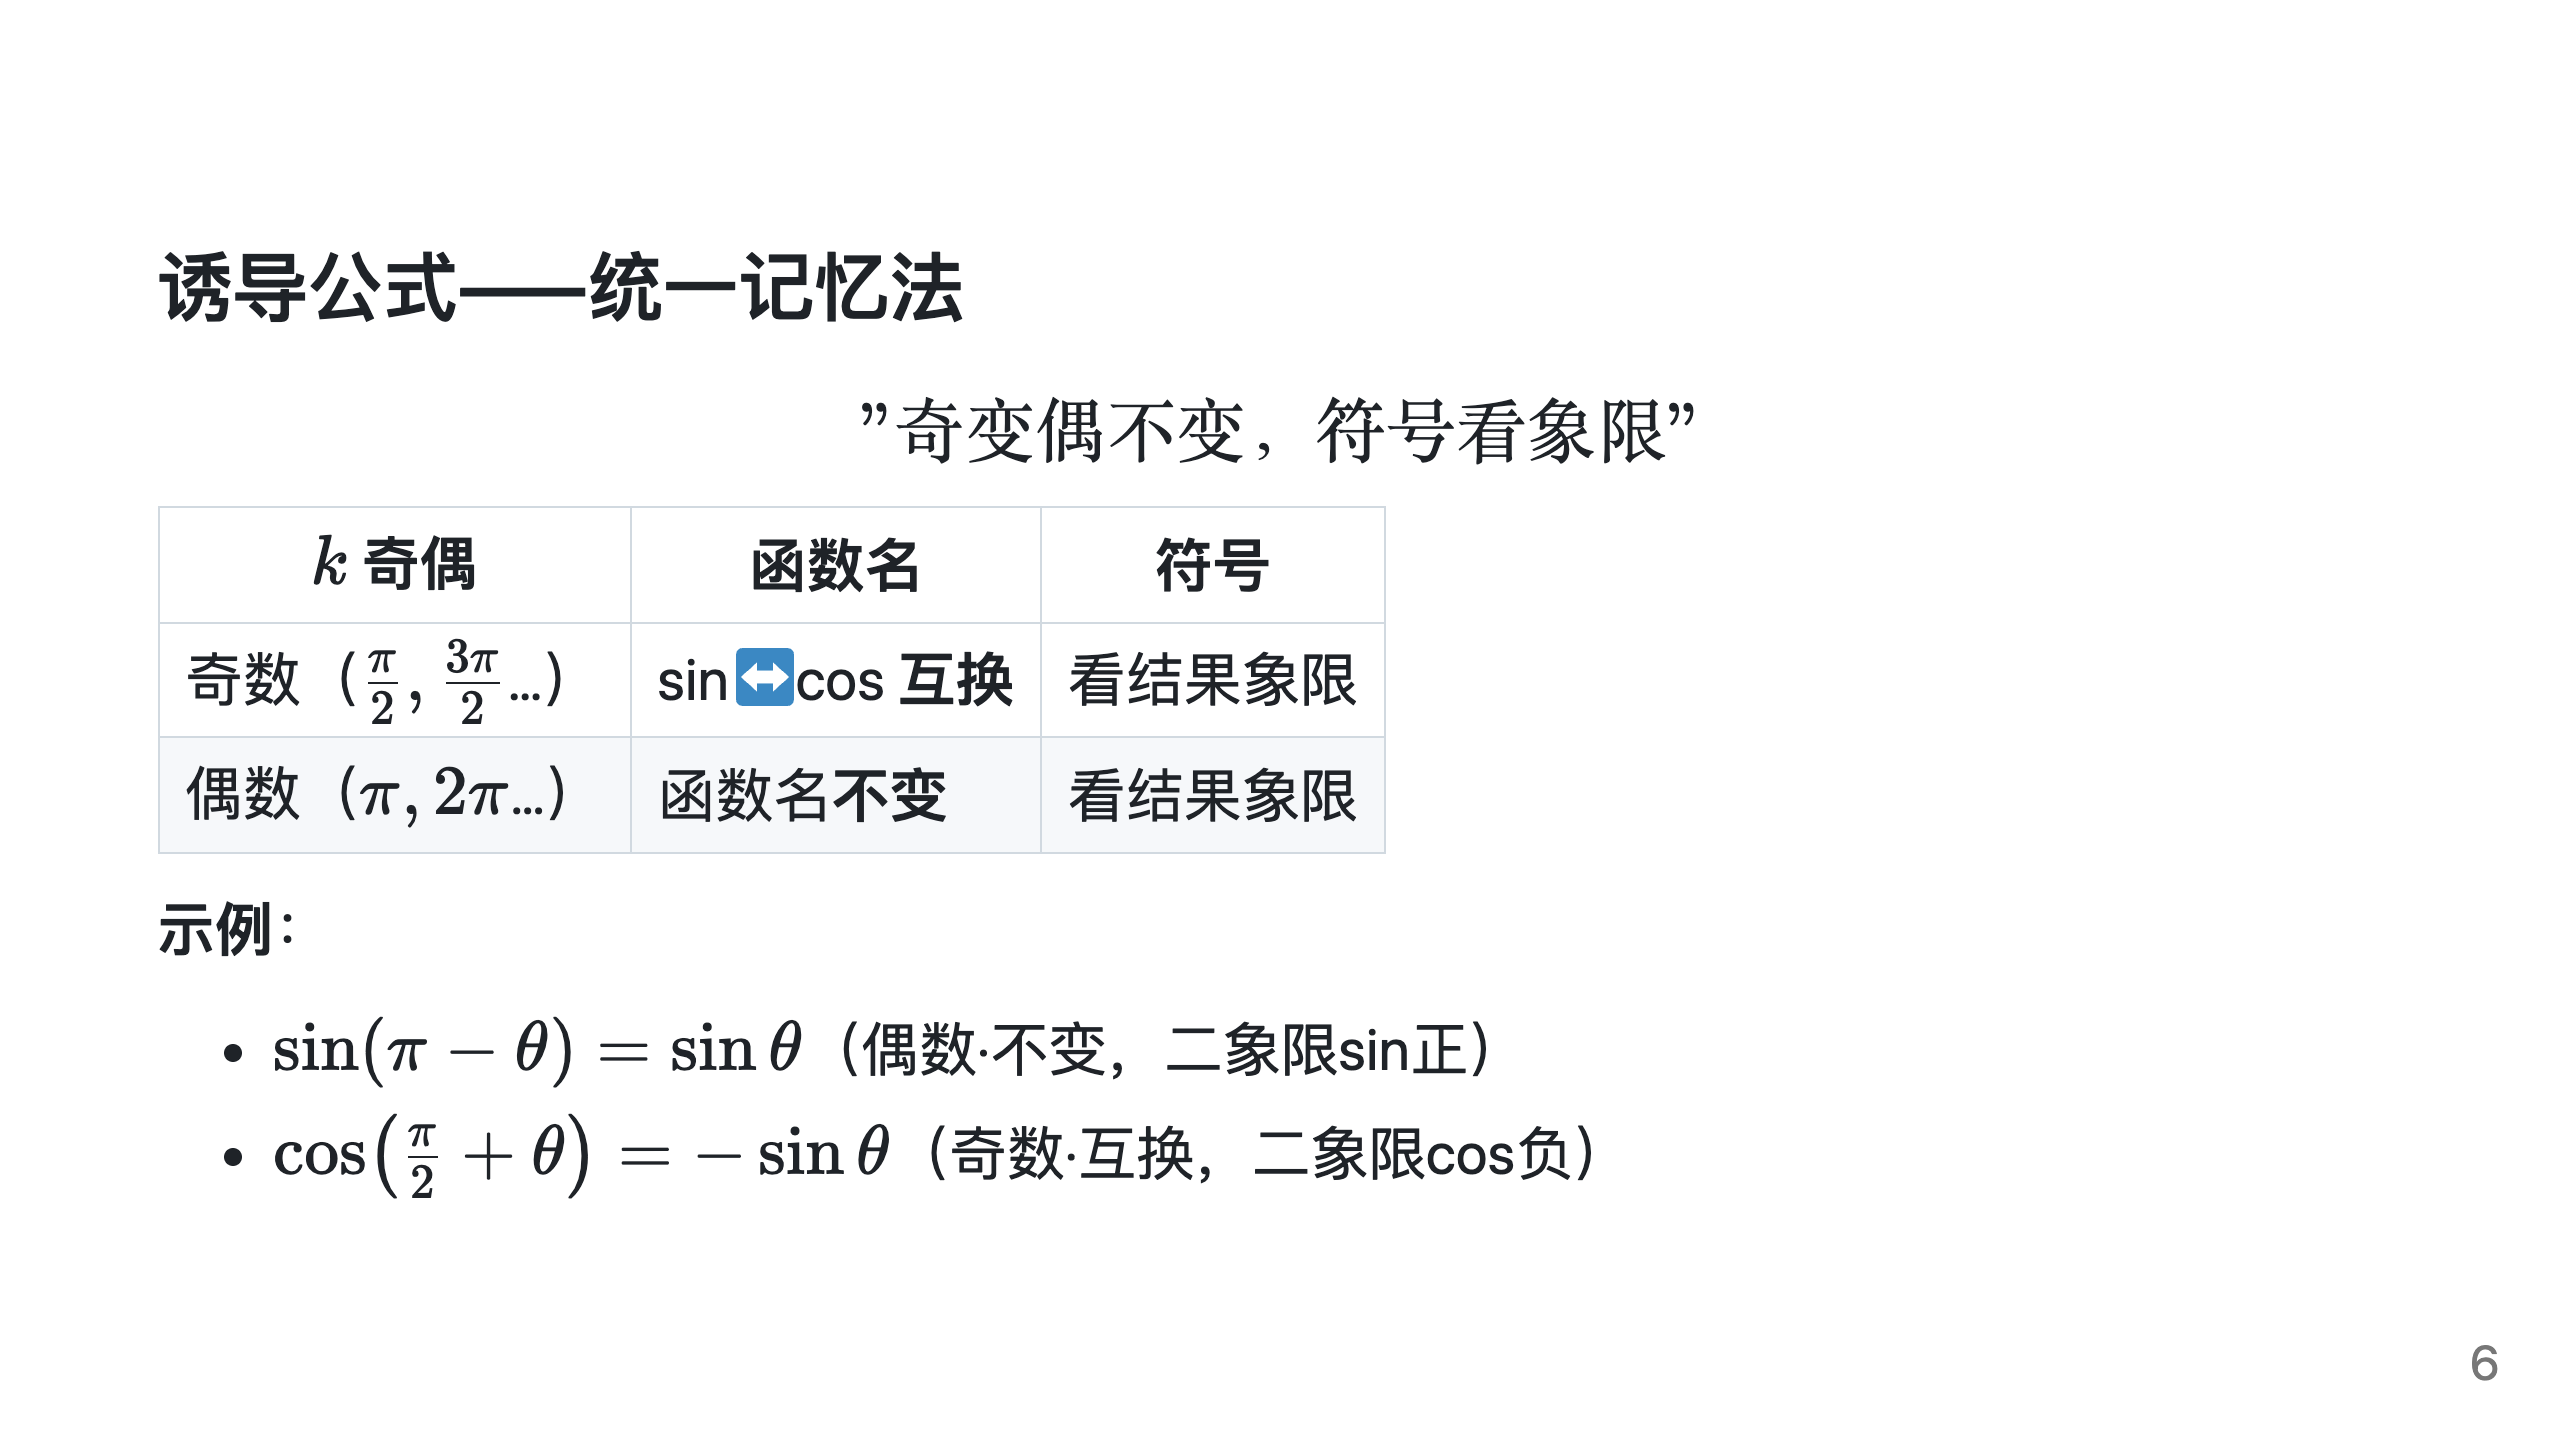 诱导公式——统一记忆法
”奇变偶不变，符号看象限”
k 奇偶 函数名 符号
奇数（π/2, 3π/2…） sin↔️cos 互换 看结果象限
偶数（π, 2π…） 函数名不变 看结果象限
示例：
• sin(π − θ) = sin θ（偶数·不变，二象限sin正）
• cos(π/2 + θ) = − sin θ（奇数·互换，二象限cos负）
6